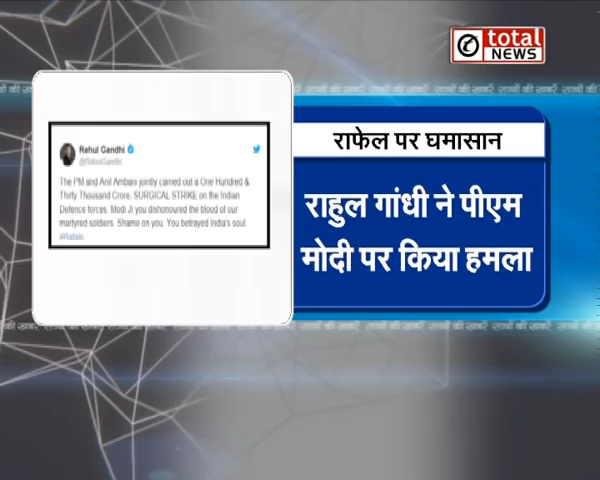 total
NEWS
राज्यों की खबरें
राफेल पर घमासान
राहुल गांधी ने पीएम
मोदी पर किया हमला
Rahul Gandhi
@RahulGandhi
The PM and Anil Ambani jointly carried out a One Hundred &
Thirty Thousand Crore, SURGICAL STRIKE on the Indian
Defence forces. Modi Ji you dishonoured the blood of our
martyred soldiers. Shame on you. You betrayed India's soul.
#Rafale
राज्यों की खबरें